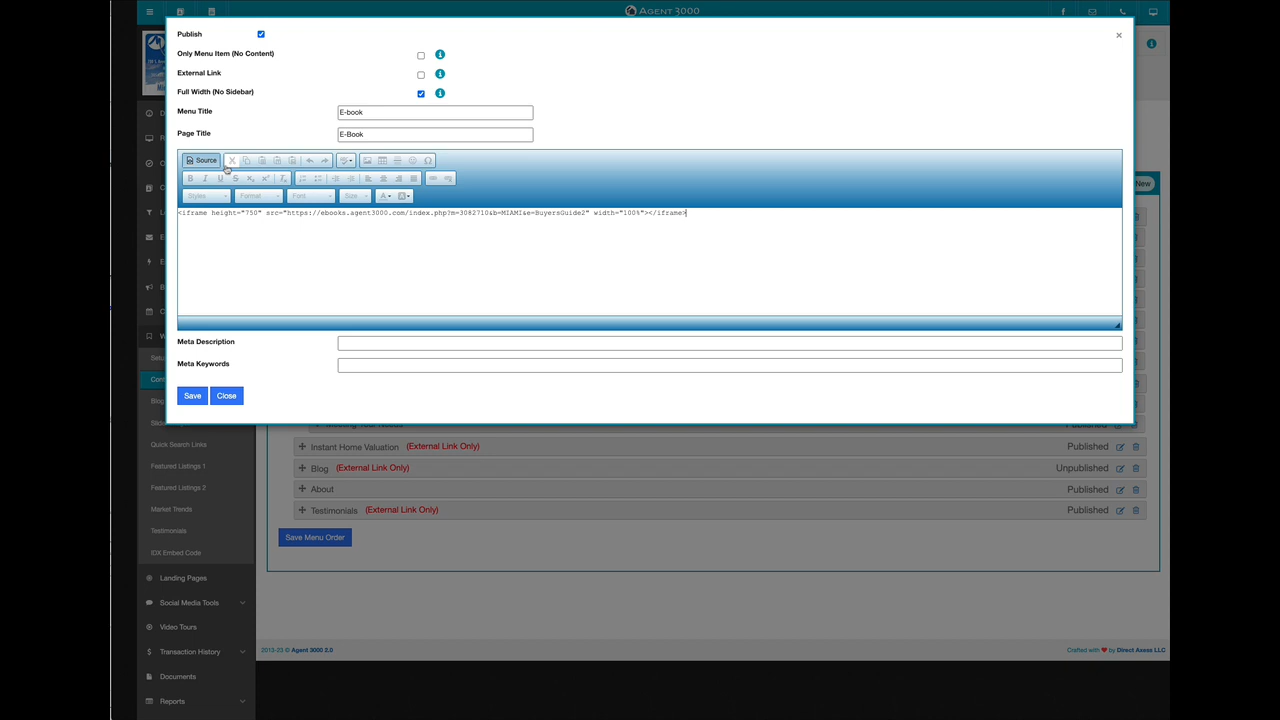 AGENT 3000
Publish
Only Menu Item (No Content)
External Link
Full Width (No Sidebar)
Menu Title
E-book
Page Title
E-Book
Source
Styles
Format
Font
Size
<iframe height="750" src="https://ebooks.agent3000.com/index.php?m=3082710&b=MIAMI&e=BuyersGuide2" width="100%"></iframe>
Meta Description
Meta Keywords
Save
Close
New
Blog
Quick Search Links
Featured Listings 1
Featured Listings 2
Market Trends
Testimonials
IDX Embed Code
Landing Pages
Social Media Tools
Video Tours
Transaction History
Documents
Reports
Instant Home Valuation (External Link Only) Published
Blog (External Link Only) Unpublished
About Published
Testimonials (External Link Only) Published
Save Menu Order
2013-23 © Agent 3000 2.0
Crafted with ❤ by Direct Axess LLC